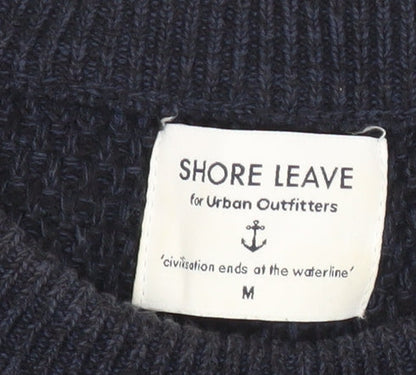 SHORE LEAVE
for Urban Outfitters
'civilisation ends at the waterline'
M